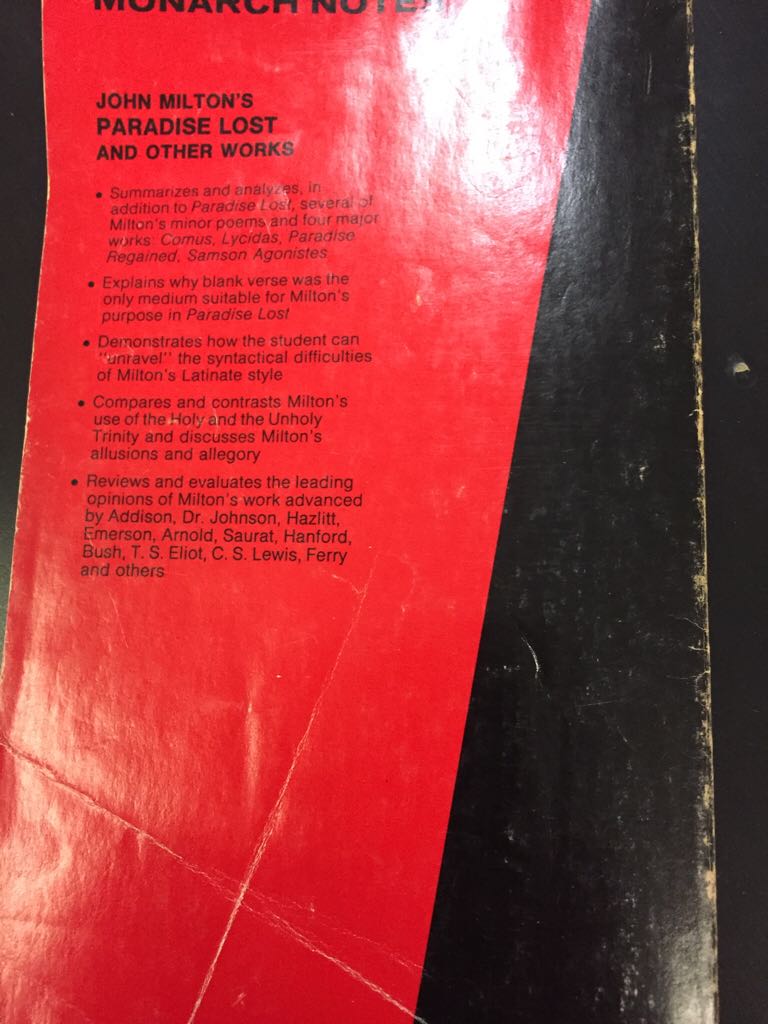 MONARCH NOTES
JOHN MILTON'S
PARADISE LOST
AND OTHER WORKS
• Summarizes and analyzes, in
addition to Paradise Lost, several of
Milton's minor poems and four major
works: Comus, Lycidas, Paradise
Regained, Samson Agonistes
• Explains why blank verse was the
only medium suitable for Milton's
purpose in Paradise Lost
• Demonstrates how the student can
"unravel" the syntactical difficulties
of Milton's Latinate style
• Compares and contrasts Milton's
use of the Holy and the Unholy
Trinity and discusses Milton's
allusions and allegory
• Reviews and evaluates the leading
opinions of Milton's work advanced
by Addison, Dr. Johnson, Hazlitt,
Emerson, Arnold, Saurat, Hanford,
Bush, T. S. Eliot, C. S. Lewis, Ferry
and others